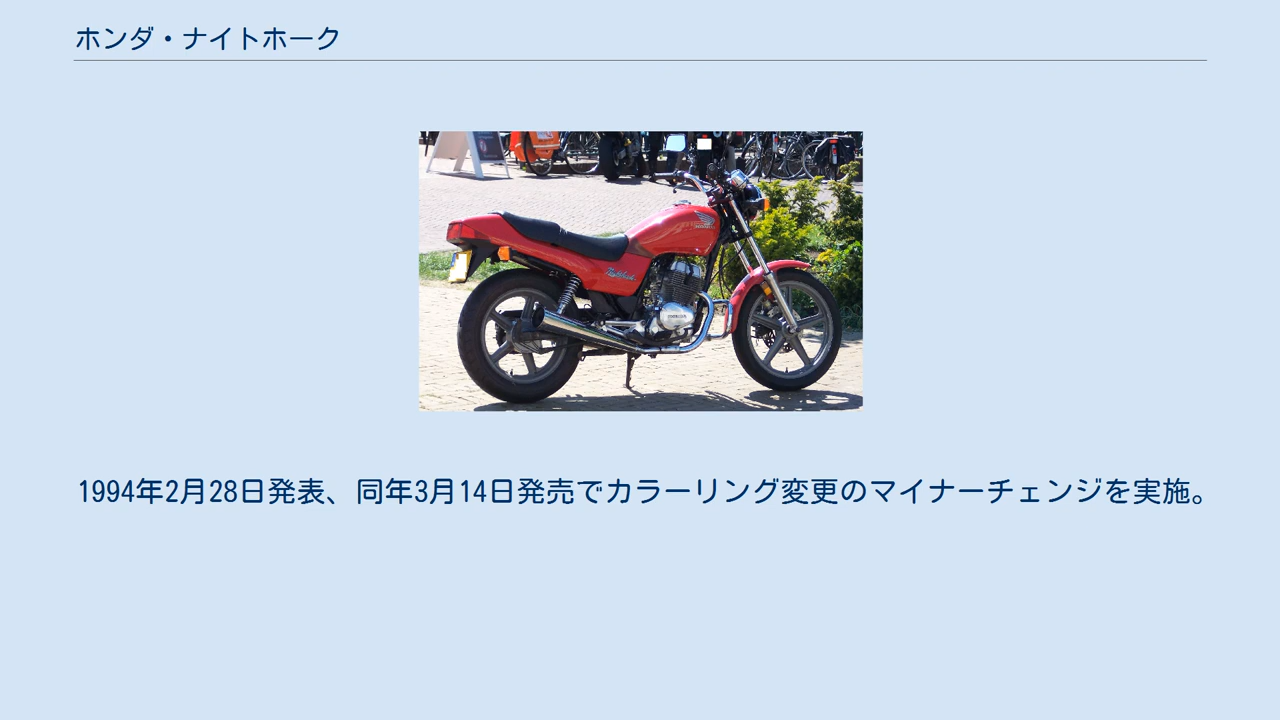 ホンダ・ナイトホーク
1994年2月28日発表、同年3月14日発売でカラーリング変更のマイナーチェンジを実施。